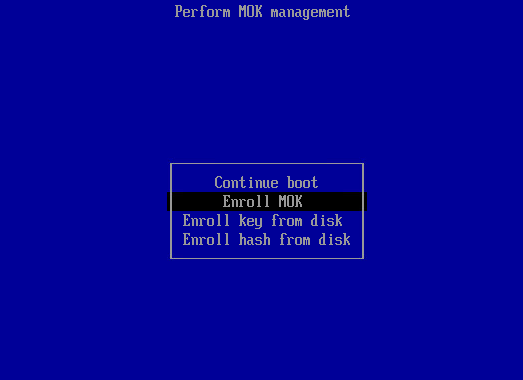 Perform MOK management
Continue boot
Enroll MOK
Enroll key from disk
Enroll hash from disk